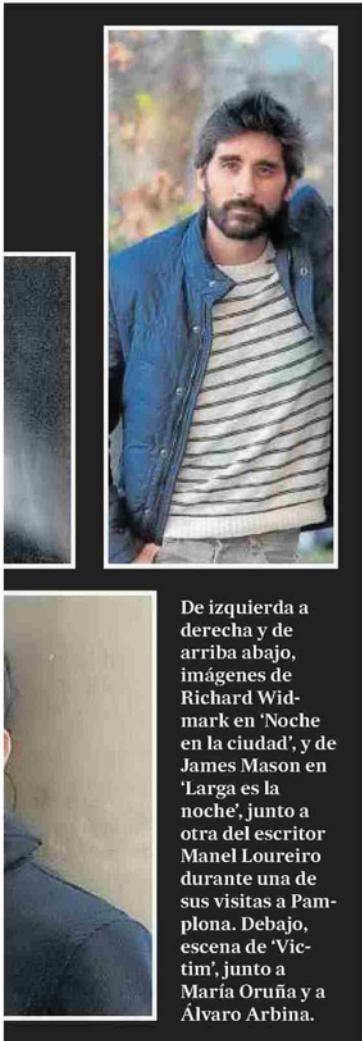 De izquierda a
derecha y de
arriba abajo,
imágenes de
Richard Wid-
mark en ‘Noche
en la ciudad’, y de
James Mason en
‘Larga es la
noche’, junto a
otra del escritor
Manel Loureiro
durante una de
sus visitas a Pam-
plona. Debajo,
escena de ‘Vic-
tim’, junto a
María Oruña y a
Álvaro Arbina.